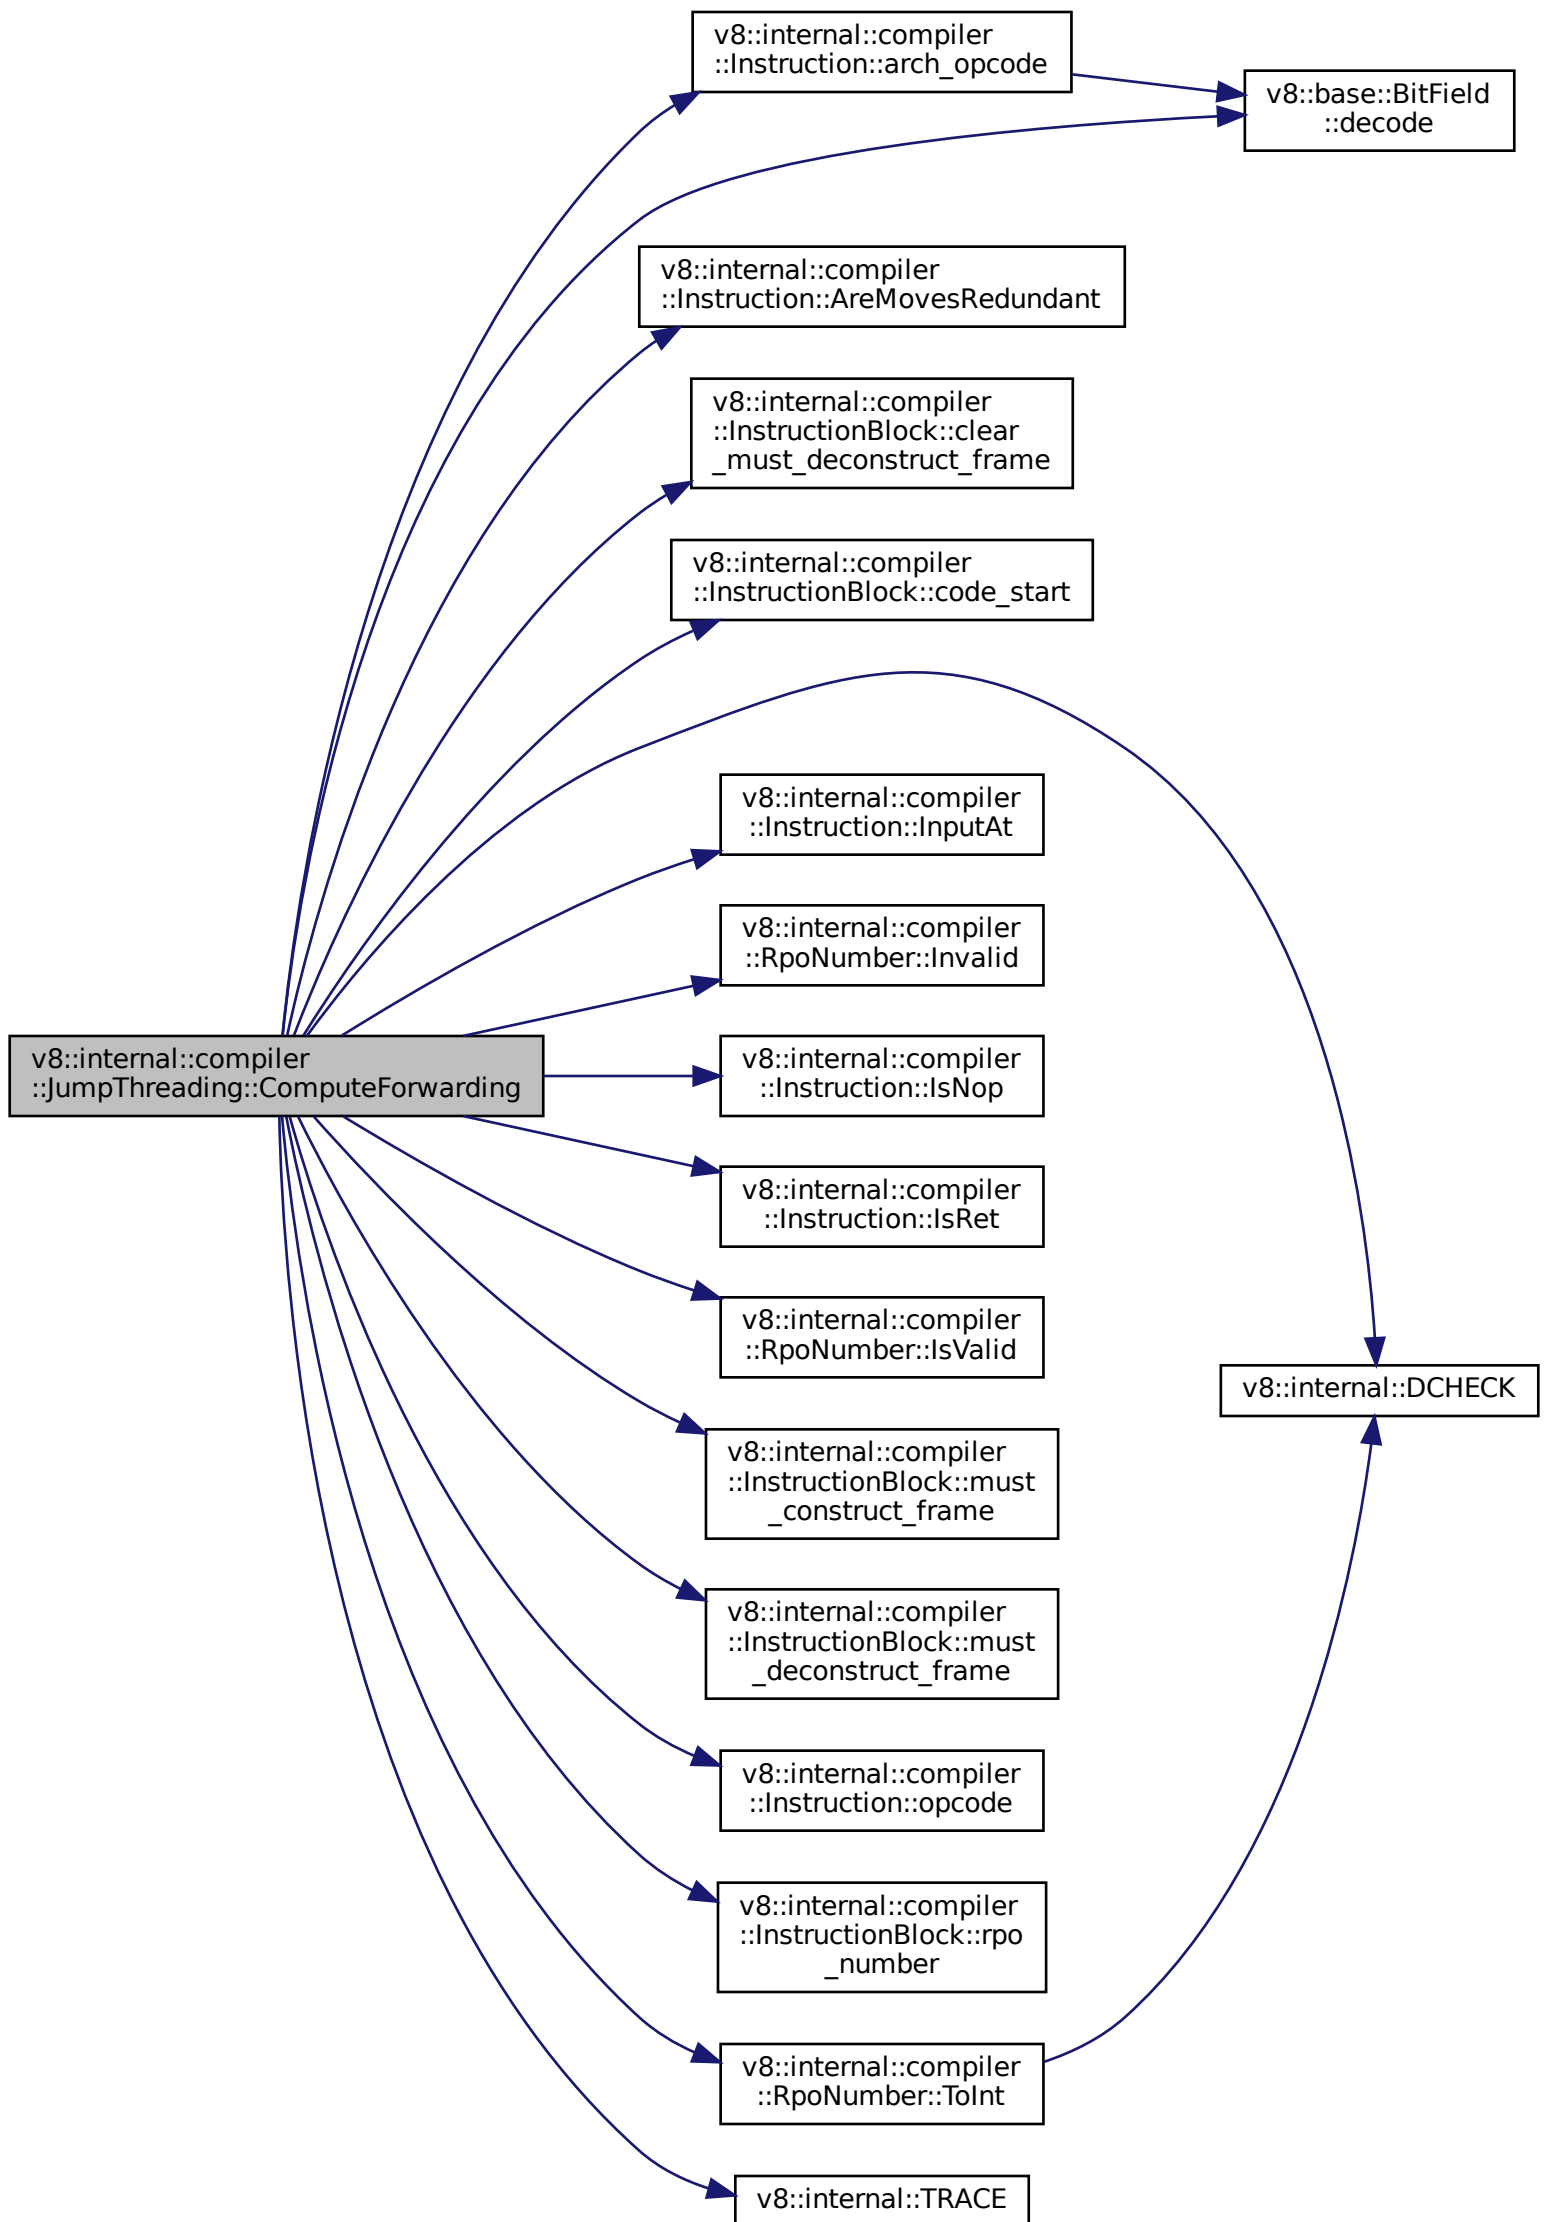 v8::internal::compiler
::Instruction::arch_opcode
v8::base::BitField
::decode
v8::internal::compiler
::Instruction::AreMovesRedundant
v8::internal::compiler
::InstructionBlock::clear
_must_deconstruct_frame
v8::internal::compiler
::InstructionBlock::code_start
v8::internal::compiler
::Instruction::InputAt
v8::internal::compiler
::RpoNumber::Invalid
v8::internal::compiler
::JumpThreading::ComputeForwarding
v8::internal::compiler
::Instruction::IsNop
v8::internal::compiler
::Instruction::IsRet
v8::internal::compiler
::RpoNumber::IsValid
v8::internal::DCHECK
v8::internal::compiler
::InstructionBlock::must
_construct_frame
v8::internal::compiler
::InstructionBlock::must
_deconstruct_frame
v8::internal::compiler
::Instruction::opcode
v8::internal::compiler
::InstructionBlock::rpo
_number
v8::internal::compiler
::RpoNumber::ToInt
v8::internal::TRACE